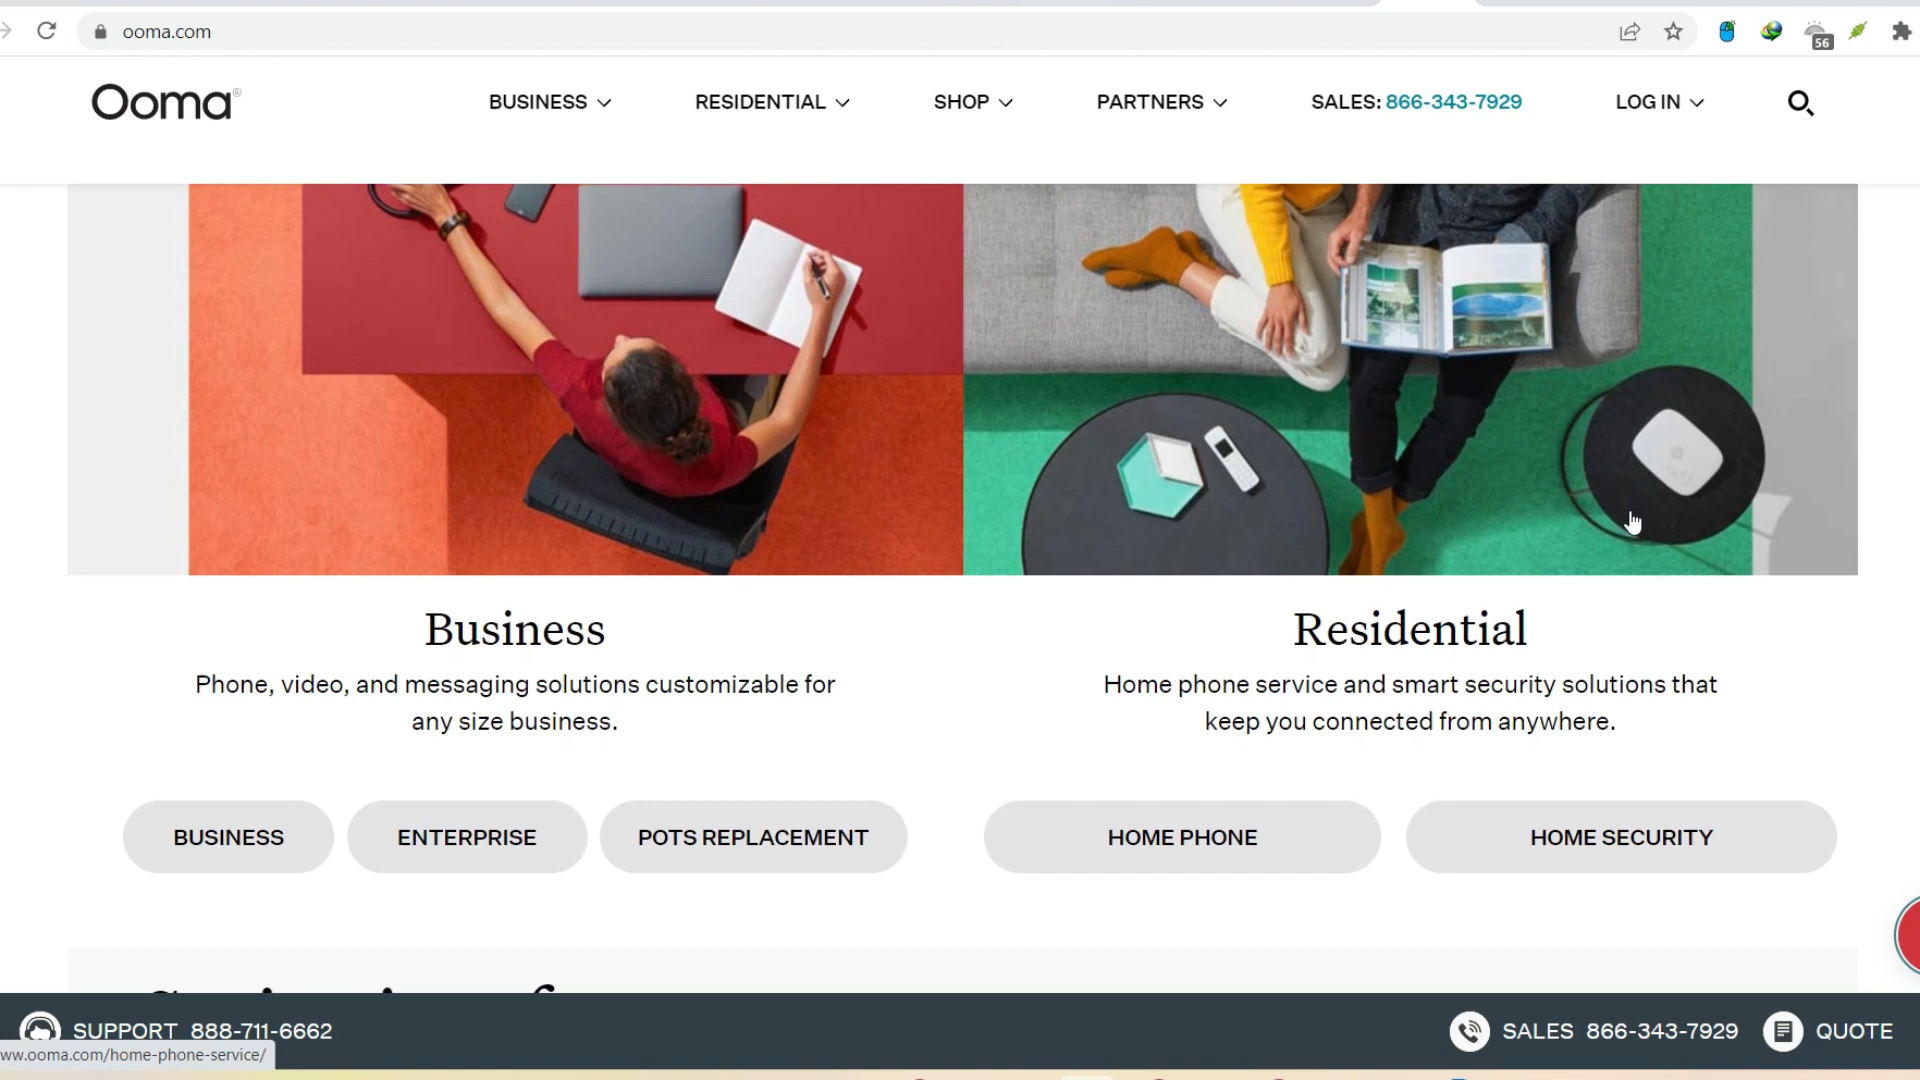 ooma.com
56
Ooma®
BUSINESS
RESIDENTIAL
SHOP
PARTNERS
SALES: 866-343-7929
LOG IN
Business
Phone, video, and messaging solutions customizable for
any size business.
BUSINESS
ENTERPRISE
POTS REPLACEMENT
Residential
Home phone service and smart security solutions that
keep you connected from anywhere.
HOME PHONE
HOME SECURITY
SUPPORT 888-711-6662
SALES 866-343-7929
QUOTE
ww.ooma.com/home-phone-service/